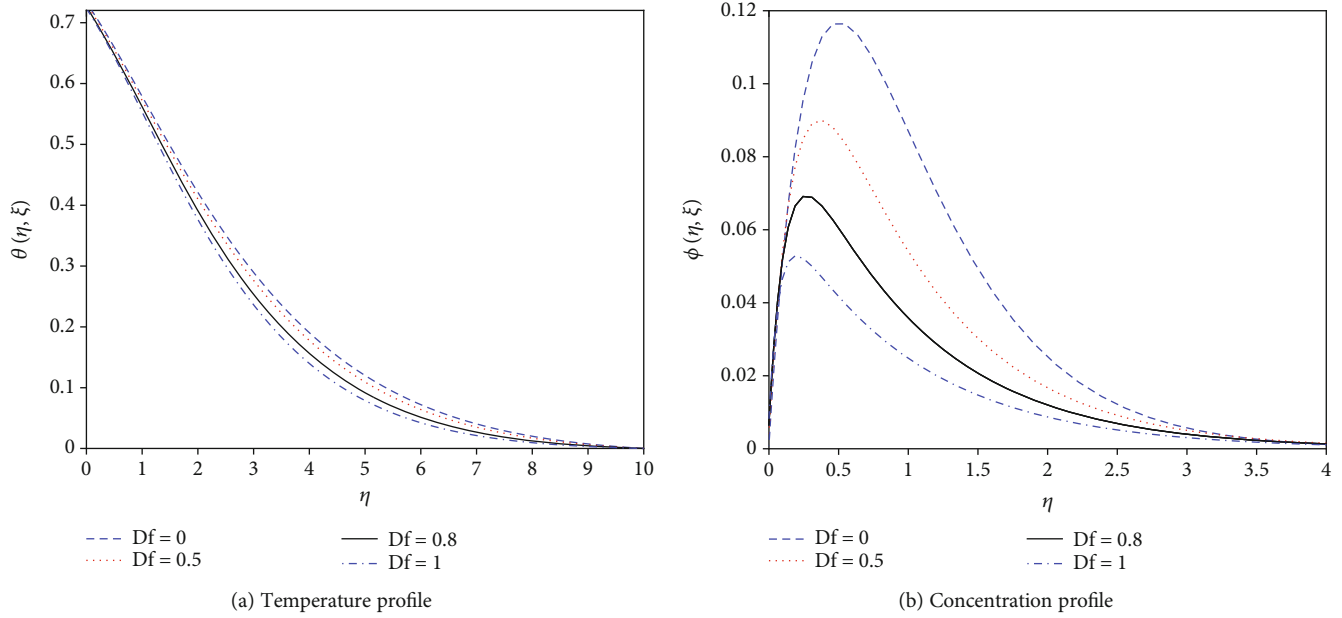 0.7
0.6
0.5
0.4
0.3
0.2
0.1
0
θ (η, ξ)
0 1 2 3 4 5 6 7 8 9 10
η
Df = 0
Df = 0.5
Df = 0.8
Df = 1
(a) Temperature profile
0.12
0.1
0.08
0.06
0.04
0.02
0
ϕ (η, ξ)
0 0.5 1 1.5 2 2.5 3 3.5 4
η
Df = 0
Df = 0.5
Df = 0.8
Df = 1
(b) Concentration profile